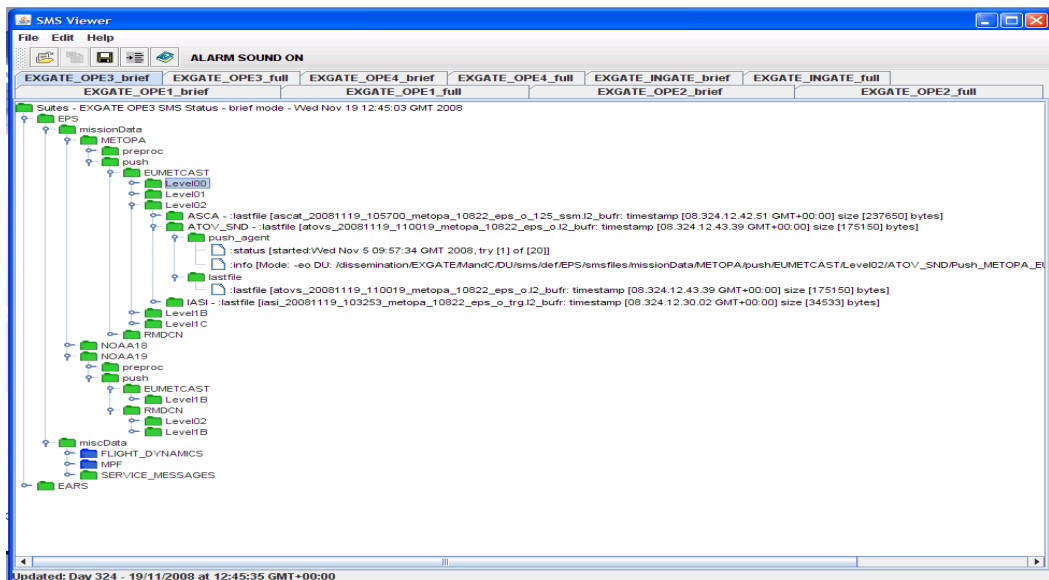 SMS Viewer
File Edit Help
ALARM SOUND ON
EXGATE_OPE3_brief EXGATE_OPE3_full EXGATE_OPE4_brief EXGATE_OPE4_full EXGATE_INGATE_brief EXGATE_INGATE_full
EXGATE_OPE1_brief EXGATE_OPE1_full EXGATE_OPE2_brief EXGATE_OPE2_full
Suites - EXGATE OPE3 SMS Status - brief mode - Wed Nov 19 12:45:03 GMT 2008
EPS
missionData
METOPA
preproc
push
EUMETCAST
Level00
Level01
Level02
ASCA - :lastfile [ascat_20081119_105700_metopa_10822_eps_o_125_ssm.l2_bufr: timestamp [08.324.12.42.51 GMT+00:00] size [237650] bytes]
ATOV_SND - :lastfile [atovs_20081119_110019_metopa_10822_eps_o.l2_bufr: timestamp [08.324.12.43.39 GMT+00:00] size [175150] bytes]
push_agent
:status [started:Wed Nov 5 09:57:34 GMT 2008, try [1] of [20]]
:info [Mode: -eo DU: /dissemination/EXGATE/MandC/DU/sms/def/EPS/smsfiles/missionData/METOPA/push/EUMETCAST/Level02/ATOV_SND/Push_METOPA_EU
lastfile
:lastfile [atovs_20081119_110019_metopa_10822_eps_o.l2_bufr: timestamp [08.324.12.43.39 GMT+00:00] size [175150] bytes]
IASI - :lastfile [iasi_20081119_103253_metopa_10822_eps_o_trg.l2_bufr: timestamp [08.324.12.30.02 GMT+00:00] size [34533] bytes]
Level1B
Level1C
RMDCN
NOAA18
NOAA19
preproc
push
EUMETCAST
Level1B
RMDCN
Level02
Level1B
miscData
FLIGHT_DYNAMICS
MPF
SERVICE_MESSAGES
EARS
Updated: Day 324 - 19/11/2008 at 12:45:35 GMT+00:00